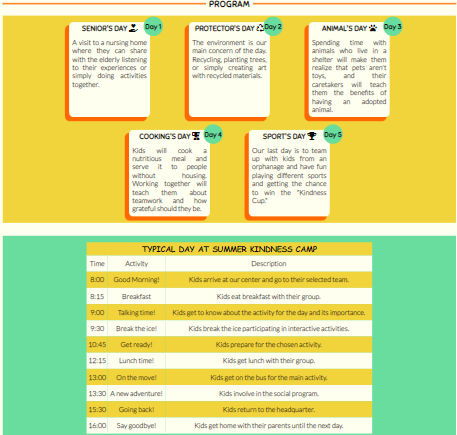 PROGRAM
SENIOR'S DAY
Day 1
A visit to a nursing home
where they can share
with the elderly listening
to their experiences or
simply doing activities
together.
PROTECTOR'S DAY
Day 2
The environment is our
main concern of the day.
Recycling, planting trees,
or simply creating art
with recycled materials.
ANIMAL'S DAY
Day 3
Spending time with
animals who live in a
shelter will make them
realize that pets aren't
toys, and their
caretakers will teach
them the benefits of
having an adopted
animal.
COOKING'S DAY
Day 4
Kids will cook a
nutritious meal and
serve it to people
without housing.
Working together will
teach them about
teamwork and how
grateful should they be.
SPORT'S DAY
Day 5
Our last day is to team
up with kids from an
orphanage and have fun
playing different sports
and getting the chance
to win the "Kindness
Cup."
TYPICAL DAY AT SUMMER KINDNESS CAMP
Time Activity Description
8:00 Good Morning! Kids arrive at our center and go to their selected team.
8:15 Breakfast Kids eat breakfast with their group.
9:00 Talking time! Kids get to know about the activity for the day and its importance.
9:30 Break the ice! Kids break the ice participating in interactive activities.
10:45 Get ready! Kids prepare for the chosen activity.
12:15 Lunch time! Kids get lunch with their group.
13:00 On the move! Kids get on the bus for the main activity.
13:30 A new adventure! Kids involve in the social program.
15:30 Going back! Kids return to the headquarter.
16:00 Say goodbye! Kids get home with their parents until the next day.